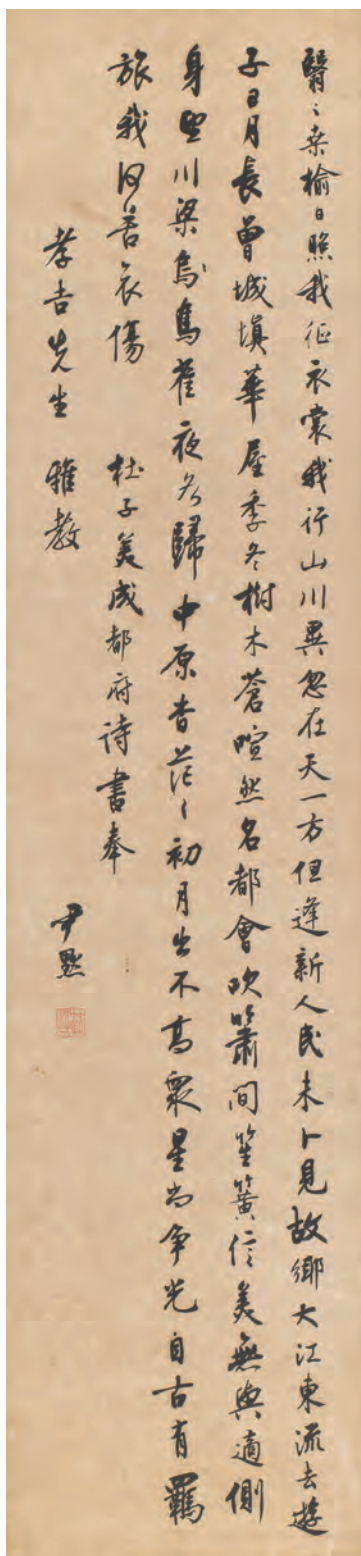 翳〻桑榆日照我征衣裳我行山川異忽在天一方但逢新人民未卜見故鄉大江東流去遊
子日月長曾城填華屋季冬樹木蒼喧然名都會吹簫間笙簧信美無與適側
身望川梁鳥雀夜各歸中原杳茫〻初月出不高眾星尚爭光自古有羈
旅我何苦哀傷 杜子美成都府詩書奉
孝吉先生 雅教 尹默